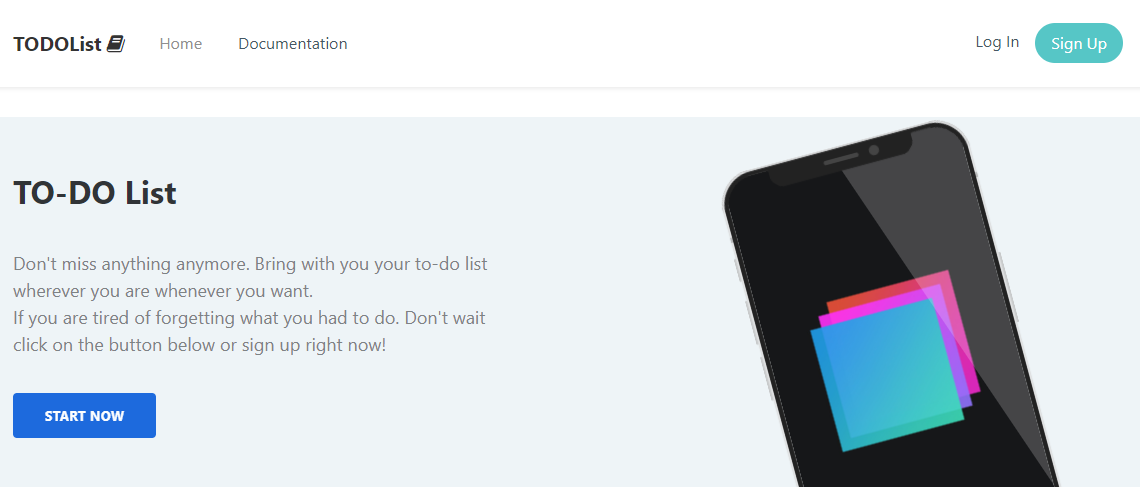 TODOList
Home
Documentation
Log In
Sign Up
TO-DO List
Don't miss anything anymore. Bring with you your to-do list
wherever you are whenever you want.
If you are tired of forgetting what you had to do. Don't wait
click on the button below or sign up right now!
START NOW